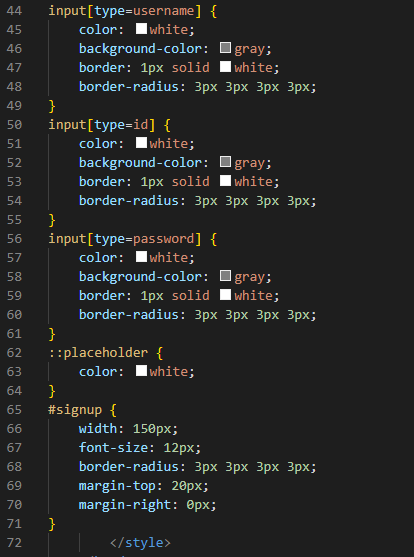 44 input[type=username] {
45     color: white;
46     background-color: gray;
47     border: 1px solid white;
48     border-radius: 3px 3px 3px 3px;
49 }
50 input[type=id] {
51     color: white;
52     background-color: gray;
53     border: 1px solid white;
54     border-radius: 3px 3px 3px 3px;
55 }
56 input[type=password] {
57     color: white;
58     background-color: gray;
59     border: 1px solid white;
60     border-radius: 3px 3px 3px 3px;
61 }
62 ::placeholder {
63     color: white;
64 }
65 #signup {
66     width: 150px;
67     font-size: 12px;
68     border-radius: 3px 3px 3px 3px;
69     margin-top: 20px;
70     margin-right: 0px;
71 }
72         </style>